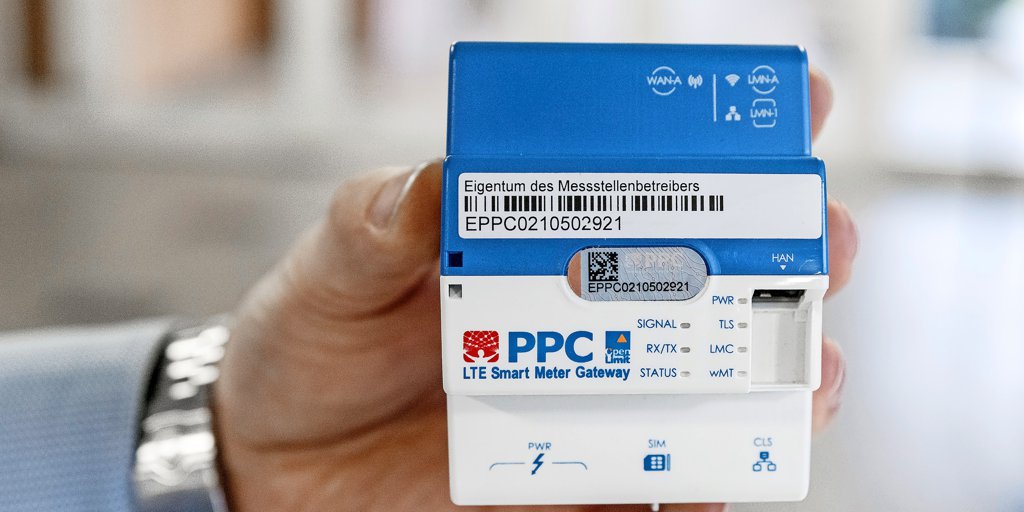 WAN-A LMN-A
LMN-1
Eigentum des Messstellenbetreibers
EPPC0210502921
HAN
PPC
EPPC0210502921
PWR
SIGNAL TLS
RX/TX LMC
STATUS wMT
PPC Open Limit
LTE Smart Meter Gateway
PWR SIM CLS